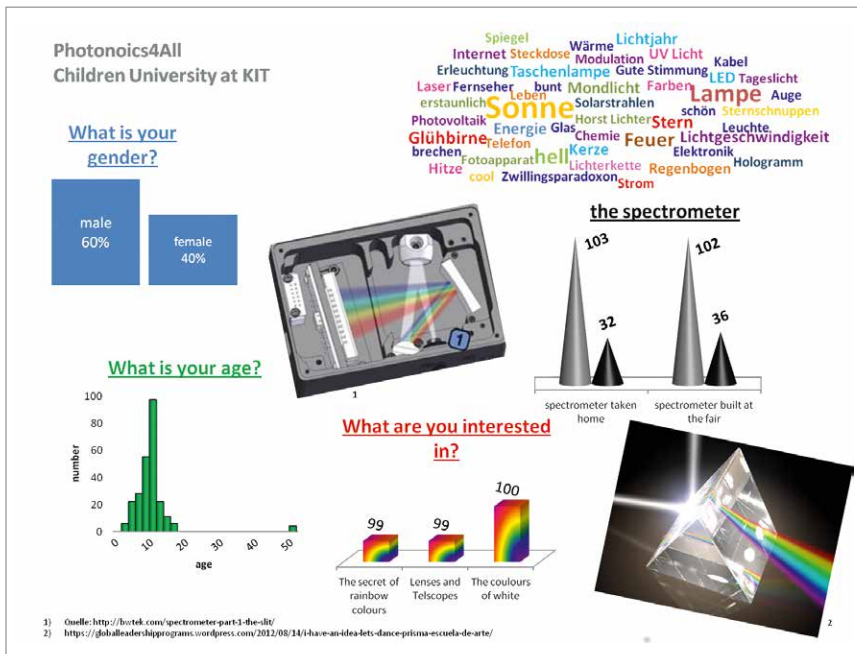 Photonoics4All
Children University at KIT
Spiegel
Lichtjahr
Wärme
Internet Steckdose
Modulation UV Licht
Kabel
Erleuchtung Taschenlampe Gute Stimmung
LED Tageslicht
Laser Fernseher bunt Mondlicht Farben Lampe Auge
Leben
erstaunlich Sonne Solarstrahlen
schön Sternschnuppen
Photovoltaik
Horst Lichter Stern
Energie Glas
Leuchte
Glühbirne
Telefon
Chemie Feuer Lichtgeschwindigkeit
brechen
Fotoapparat hell Kerze
Elektronik
Hitze
Lichterkette
Regenbogen
Hologramm
cool Zwillingsparadoxon
Strom
What is your
gender?
male
60%
female
40%
1
1
the spectrometer
103
32
102
36
spectrometer taken
home
spectrometer built at
the fair
What is your age?
100
80
60
40
20
0
number
0
10
20
30
40
50
age
What are you interested
in?
99
99
100
The secret of
rainbow
colours
Lenses and
Telscopes
The coulours
of white
2
1) Quelle: http://bwtek.com/spectrometer-part-1-the-slit/
2) https://globalleadershipprograms.wordpress.com/2012/08/14/i-have-an-idea-lets-dance-prisma-escuela-de-arte/